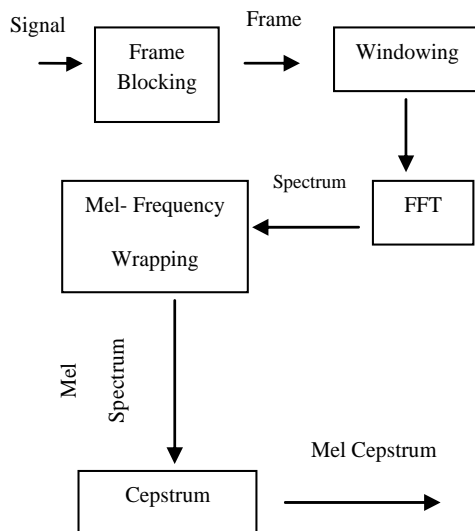 Signal
Frame
Blocking
Frame
Windowing
FFT
Spectrum
Mel- Frequency
Wrapping
Mel
Spectrum
Cepstrum
Mel Cepstrum